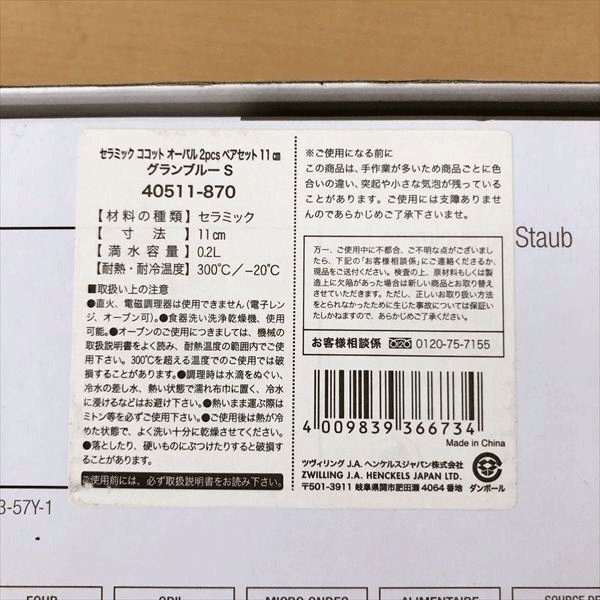 セラミック ココット オーバル 2pcs ペアセット 11㎝
グランブルー S
40511-870
【材料の種類】セラミック
【寸 法】11㎝
【満水容量】0.2L
【耐熱・耐冷温度】300℃/−20℃
■取扱い上の注意
●直火、電磁調理器は使用できません(電子レン
ジ、オーブン可)。●食器洗い洗浄乾燥機、使用
可能。●オーブンのご使用につきましては、機械の
取扱説明書をよく読み、耐熱温度の範囲内でご使
用ください。300℃を超える温度でのご使用では破
損することがあります。●調理時は水滴をぬぐい、
冷水の差し水、熱い状態で濡れ布巾に置く、冷水
に浸けるなどはお避け下さい。●熱いまま運ぶ際は
ミトン等を必ずご使用下さい。●ご使用後は熱が冷
めた状態で、よく洗い十分に乾燥させてください。
●落としたり、硬いものにぶつけたりすると破損す
ることがあります。
ご使用前には、必ず取扱説明書をお読み下さい。
※ご使用になる前に
この商品は、手作業が多いため商品ごとに色
合いの違い、突起や小さな気泡が残っている
ことがあります。ご使用には支障ありません
のであらかじめご了承下さいませ。
万一、ご使用中に不都合、ご不明な点がございまし
たら、下記の「お客様相談係」にご連絡くださるか、
現品をご送付ください。検査の上、原材料もしくは製
造上に欠点があった場合は新しい商品とお取り替え
させていただきます。ただし、正しいお取り扱い方法
をとられなかったために生じた事故については保証い
たしかねますので、あらかじめご了承ください。
お客様相談係 0120-75-7155
4 009839 366734
Made in China
ツヴィリング J.A. ヘンケルスジャパン株式会社
ZWILLING J.A. HENCKELS JAPAN LTD.
〒501-3911 岐阜県関市肥田瀬 4064 番地
ダンボール
Staub
3-57Y-1
FOUR
GRIL
MICRO-ONDES
ALIMENTAIRE
SOURCE DE